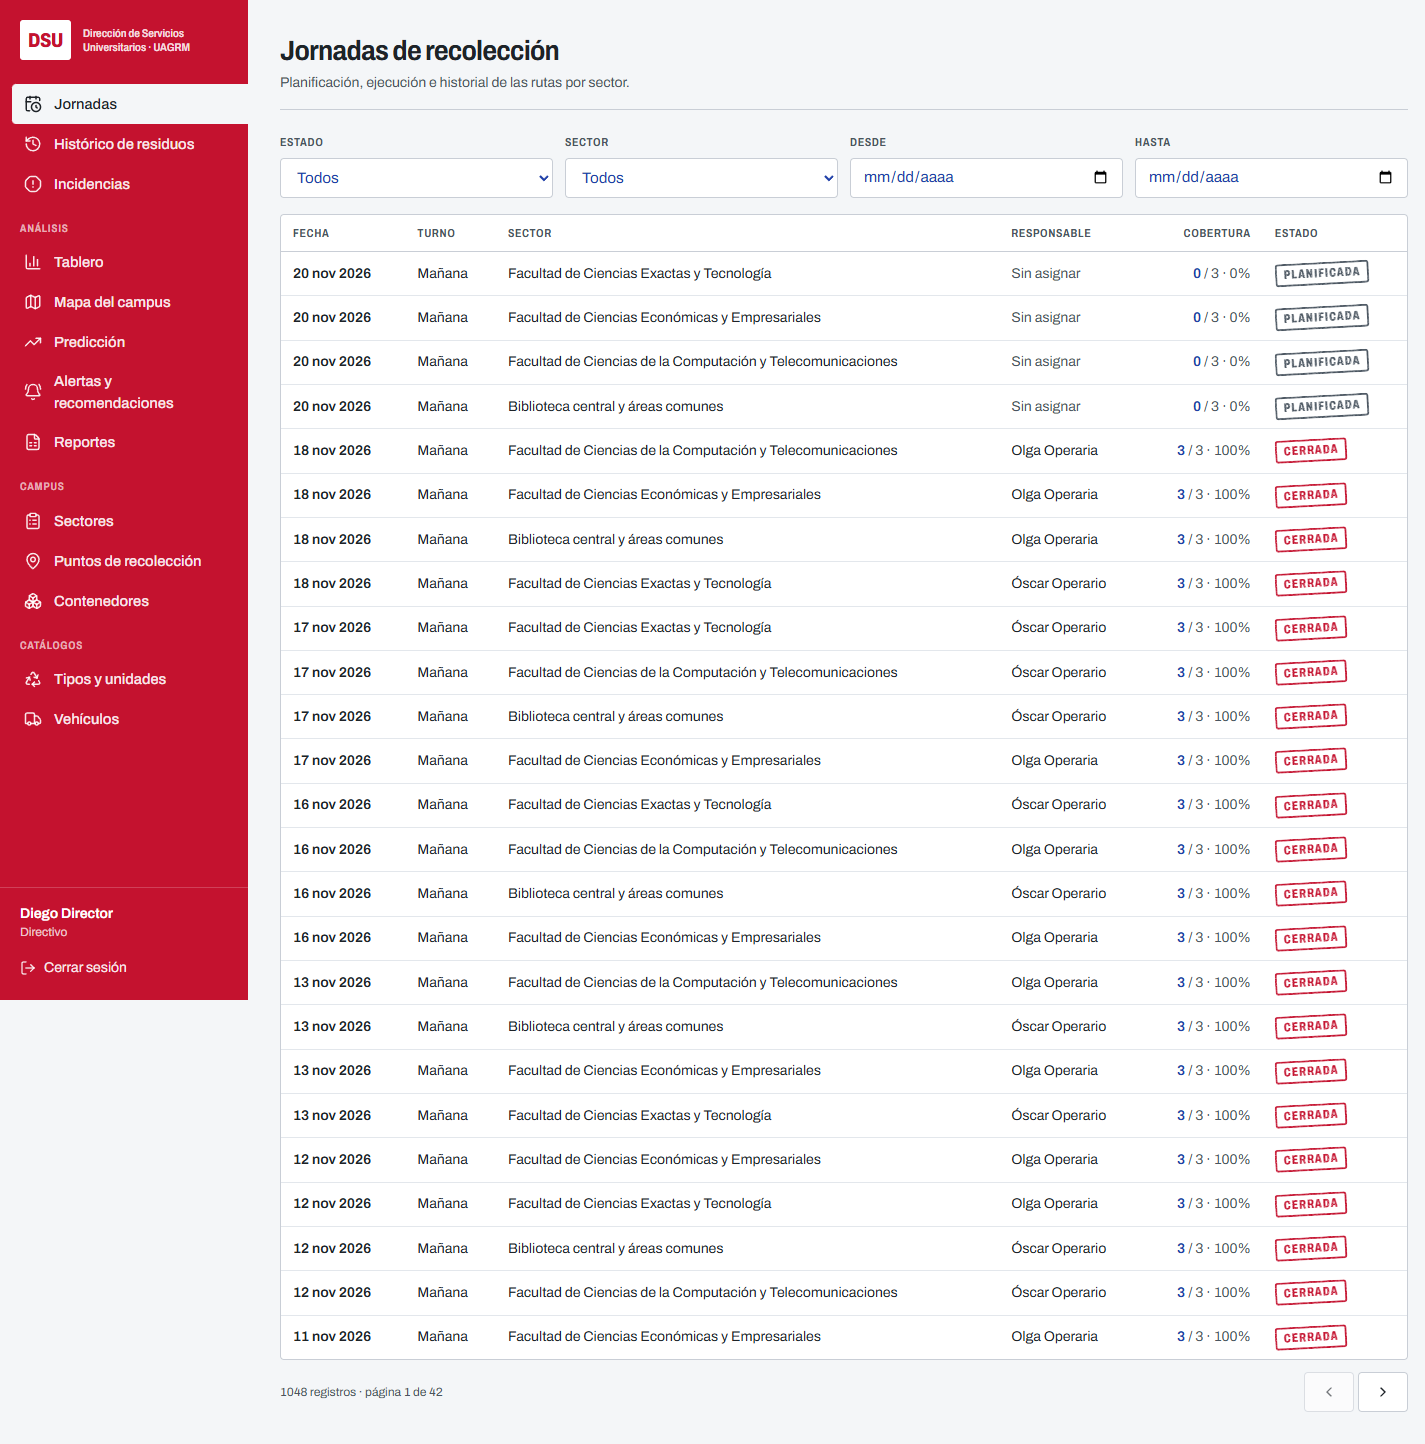 DSU
Dirección de Servicios
Universitarios · UAGRM
Jornadas
Histórico de residuos
Incidencias
ANÁLISIS
Tablero
Mapa del campus
Predicción
Alertas y
recomendaciones
Reportes
CAMPUS
Sectores
Puntos de recolección
Contenedores
CATÁLOGOS
Tipos y unidades
Vehículos
Diego Director
Directivo
Cerrar sesión
Jornadas de recolección
Planificación, ejecución e historial de las rutas por sector.
ESTADO SECTOR DESDE HASTA
Todos Todos mm/dd/aaaa mm/dd/aaaa
FECHA TURNO SECTOR RESPONSABLE COBERTURA ESTADO
20 nov 2026 Mañana Facultad de Ciencias Exactas y Tecnología Sin asignar 0 / 3 · 0% PLANIFICADA
20 nov 2026 Mañana Facultad de Ciencias Económicas y Empresariales Sin asignar 0 / 3 · 0% PLANIFICADA
20 nov 2026 Mañana Facultad de Ciencias de la Computación y Telecomunicaciones Sin asignar 0 / 3 · 0% PLANIFICADA
20 nov 2026 Mañana Biblioteca central y áreas comunes Sin asignar 0 / 3 · 0% PLANIFICADA
18 nov 2026 Mañana Facultad de Ciencias de la Computación y Telecomunicaciones Olga Operaria 3 / 3 · 100% CERRADA
18 nov 2026 Mañana Facultad de Ciencias Económicas y Empresariales Olga Operaria 3 / 3 · 100% CERRADA
18 nov 2026 Mañana Biblioteca central y áreas comunes Olga Operaria 3 / 3 · 100% CERRADA
18 nov 2026 Mañana Facultad de Ciencias Exactas y Tecnología Óscar Operario 3 / 3 · 100% CERRADA
17 nov 2026 Mañana Facultad de Ciencias Exactas y Tecnología Óscar Operario 3 / 3 · 100% CERRADA
17 nov 2026 Mañana Facultad de Ciencias de la Computación y Telecomunicaciones Óscar Operario 3 / 3 · 100% CERRADA
17 nov 2026 Mañana Biblioteca central y áreas comunes Óscar Operario 3 / 3 · 100% CERRADA
17 nov 2026 Mañana Facultad de Ciencias Económicas y Empresariales Olga Operaria 3 / 3 · 100% CERRADA
16 nov 2026 Mañana Facultad de Ciencias Exactas y Tecnología Óscar Operario 3 / 3 · 100% CERRADA
16 nov 2026 Mañana Facultad de Ciencias de la Computación y Telecomunicaciones Olga Operaria 3 / 3 · 100% CERRADA
16 nov 2026 Mañana Biblioteca central y áreas comunes Óscar Operario 3 / 3 · 100% CERRADA
16 nov 2026 Mañana Facultad de Ciencias Económicas y Empresariales Olga Operaria 3 / 3 · 100% CERRADA
13 nov 2026 Mañana Facultad de Ciencias de la Computación y Telecomunicaciones Olga Operaria 3 / 3 · 100% CERRADA
13 nov 2026 Mañana Biblioteca central y áreas comunes Óscar Operario 3 / 3 · 100% CERRADA
13 nov 2026 Mañana Facultad de Ciencias Económicas y Empresariales Olga Operaria 3 / 3 · 100% CERRADA
13 nov 2026 Mañana Facultad de Ciencias Exactas y Tecnología Óscar Operario 3 / 3 · 100% CERRADA
12 nov 2026 Mañana Facultad de Ciencias Económicas y Empresariales Olga Operaria 3 / 3 · 100% CERRADA
12 nov 2026 Mañana Facultad de Ciencias Exactas y Tecnología Olga Operaria 3 / 3 · 100% CERRADA
12 nov 2026 Mañana Biblioteca central y áreas comunes Óscar Operario 3 / 3 · 100% CERRADA
12 nov 2026 Mañana Facultad de Ciencias de la Computación y Telecomunicaciones Óscar Operario 3 / 3 · 100% CERRADA
11 nov 2026 Mañana Facultad de Ciencias Económicas y Empresariales Olga Operaria 3 / 3 · 100% CERRADA
1048 registros · página 1 de 42